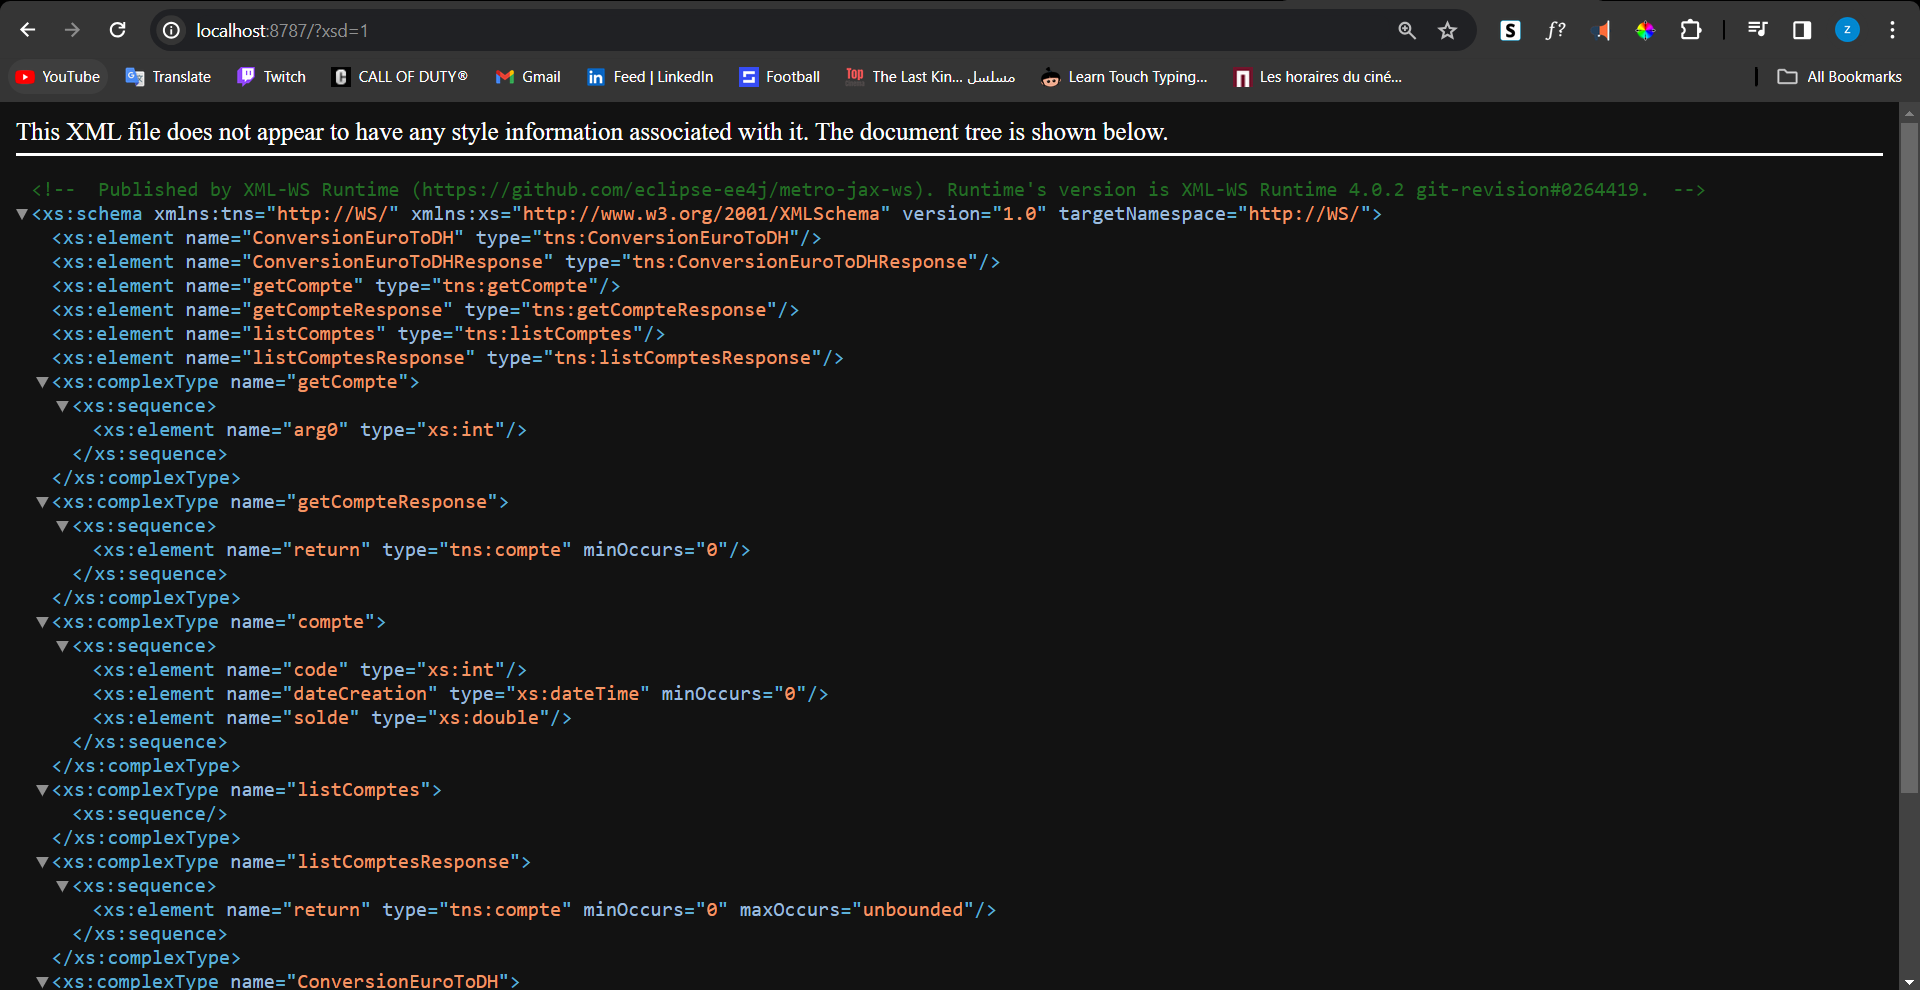 localhost:8787/?xsd=1
YouTube Translate Twitch CALL OF DUTY® Gmail Feed | LinkedIn Football The Last Kin... مسلسل Learn Touch Typing... Les horaires du ciné... All Bookmarks
This XML file does not appear to have any style information associated with it. The document tree is shown below.
<!-- Published by XML-WS Runtime (https://github.com/eclipse-ee4j/metro-jax-ws). Runtime's version is XML-WS Runtime 4.0.2 git-revision#0264419. -->
▼<xs:schema xmlns:tns="http://WS/" xmlns:xs="http://www.w3.org/2001/XMLSchema" version="1.0" targetNamespace="http://WS/">
<xs:element name="ConversionEuroToDH" type="tns:ConversionEuroToDH"/>
<xs:element name="ConversionEuroToDHResponse" type="tns:ConversionEuroToDHResponse"/>
<xs:element name="getCompte" type="tns:getCompte"/>
<xs:element name="getCompteResponse" type="tns:getCompteResponse"/>
<xs:element name="listComptes" type="tns:listComptes"/>
<xs:element name="listComptesResponse" type="tns:listComptesResponse"/>
▼<xs:complexType name="getCompte">
▼<xs:sequence>
<xs:element name="arg0" type="xs:int"/>
</xs:sequence>
</xs:complexType>
▼<xs:complexType name="getCompteResponse">
▼<xs:sequence>
<xs:element name="return" type="tns:compte" minOccurs="0"/>
</xs:sequence>
</xs:complexType>
▼<xs:complexType name="compte">
▼<xs:sequence>
<xs:element name="code" type="xs:int"/>
<xs:element name="dateCreation" type="xs:dateTime" minOccurs="0"/>
<xs:element name="solde" type="xs:double"/>
</xs:sequence>
</xs:complexType>
▼<xs:complexType name="listComptes">
<xs:sequence/>
</xs:complexType>
▼<xs:complexType name="listComptesResponse">
▼<xs:sequence>
<xs:element name="return" type="tns:compte" minOccurs="0" maxOccurs="unbounded"/>
</xs:sequence>
</xs:complexType>
▼<xs:complexType name="ConversionEuroToDH">